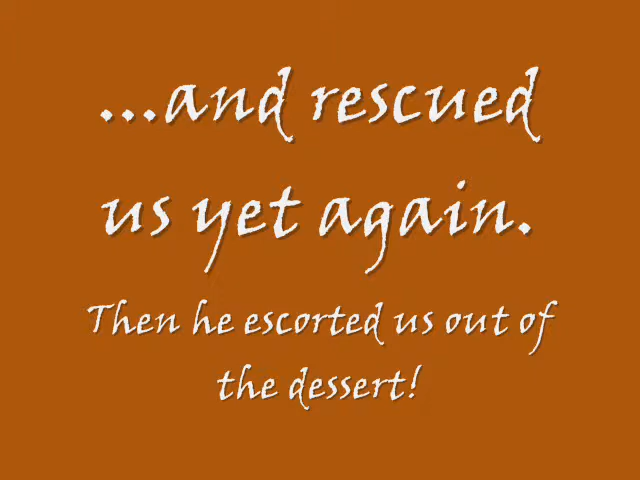 ...and rescued
us yet again.
Then he escorted us out of
the dessert!